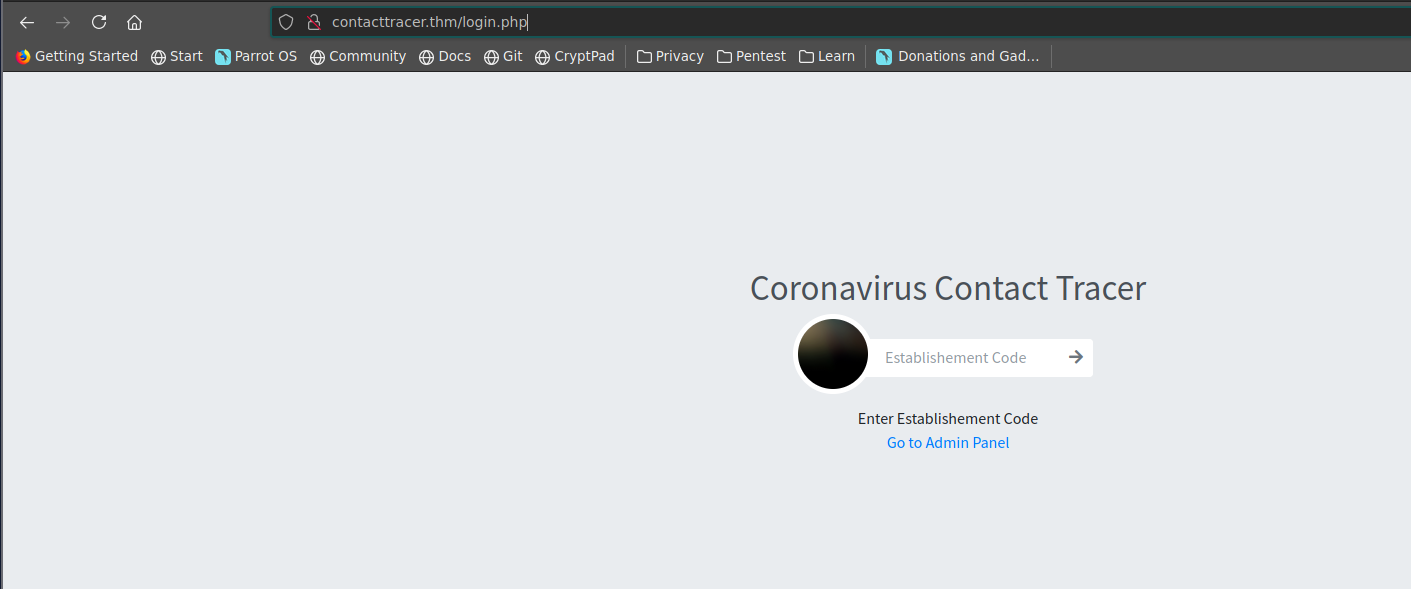 contacttracer.thm/login.php
Getting Started Start Parrot OS Community Docs Git CryptPad Privacy Pentest Learn Donations and Gad...
Coronavirus Contact Tracer
Establishement Code
Enter Establishement Code
Go to Admin Panel